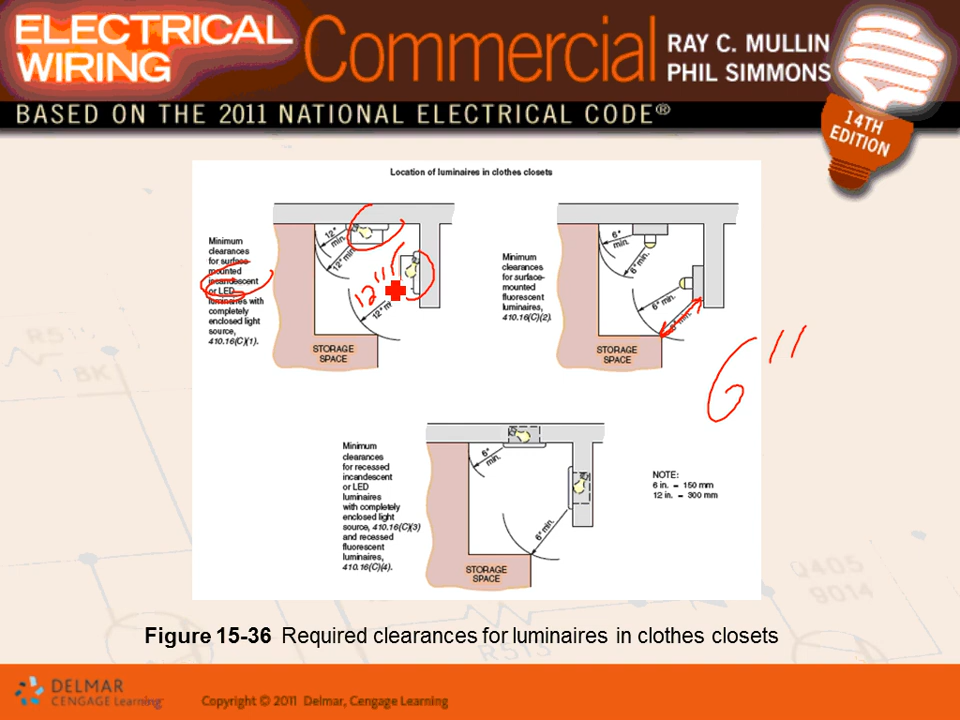 ELECTRICAL
WIRING
Commercial
RAY C. MULLIN
PHIL SIMMONS
BASED ON THE 2011 NATIONAL ELECTRICAL CODE®
14TH
EDITION
Location of luminaires in clothes closets
Minimum
clearances
for surface-
mounted
incandescent
or LED
luminaires with
completely
enclosed light
source,
410.16(C)(1).
12"
min.
12" min.
12"
12" m
STORAGE
SPACE
Minimum
clearances
for surface-
mounted
fluorescent
luminaires,
410.16(C)(2).
6"
min.
6" min.
6" min.
min.
STORAGE
SPACE
6"
Minimum
clearances
for recessed
incandescent
or LED
luminaires
with completely
enclosed light
source, 410.16(C)(3)
and recessed
fluorescent
luminaires,
410.16(C)(4).
6"
min.
6" min.
STORAGE
SPACE
NOTE:
6 in. = 150 mm
12 in. = 300 mm
Figure 15-36 Required clearances for luminaires in clothes closets
R51
1 BK
Q405
9014
R513
DELMAR
CENGAGE Learning
Copyright © 2011 Delmar, Cengage Learning